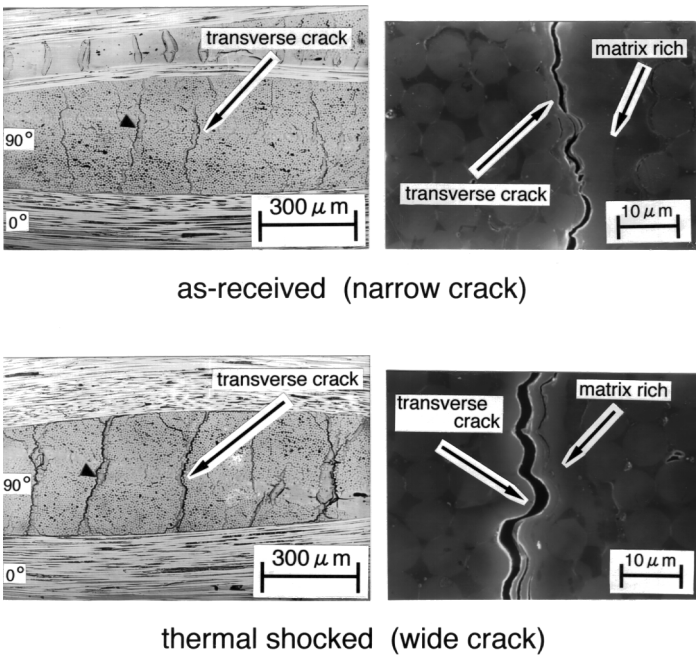 transverse crack
90°
0°
300 μm
matrix rich
transverse crack
10 μm
as-received (narrow crack)
transverse crack
90°
0°
300 μm
transverse
crack
matrix rich
10 μm
thermal shocked (wide crack)